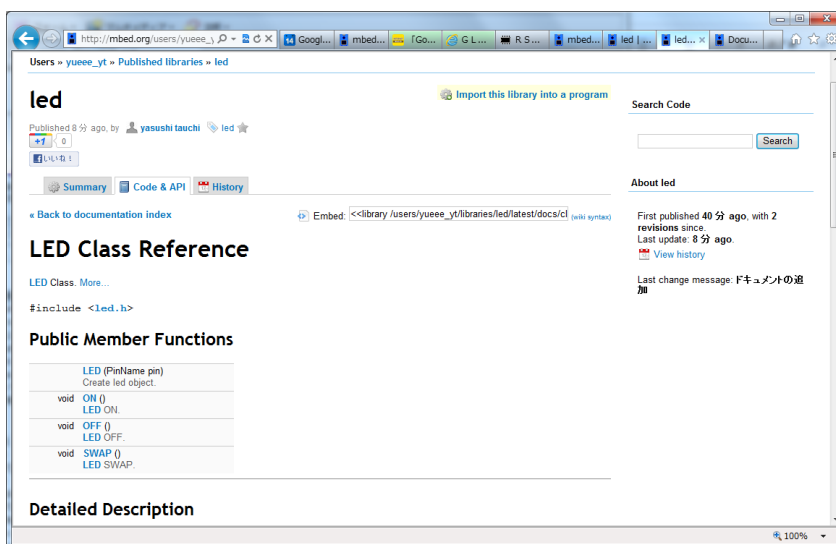 http://mbed.org/users/yueee_y
Googl...
mbed...
「Go...
G L...
R S...
mbed...
led | ...
led...
Docu...
Users » yueee_yt » Published libraries » led
led
Import this library into a program
Published 8 分 ago, by yasushi tauchi led
+1 0
いいね！
Summary
Code & API
History
« Back to documentation index
Embed: <<library /users/yueee_yt/libraries/led/latest/docs/cl (wiki syntax)
LED Class Reference
LED Class. More...
#include <led.h>
Public Member Functions
LED (PinName pin)
Create led object.
void ON ()
LED ON.
void OFF ()
LED OFF.
void SWAP ()
LED SWAP.
Detailed Description
Search Code
Search
About led
First published 40 分 ago, with 2
revisions since.
Last update: 8 分 ago.
View history
Last change message: ドキュメントの追
加
100%